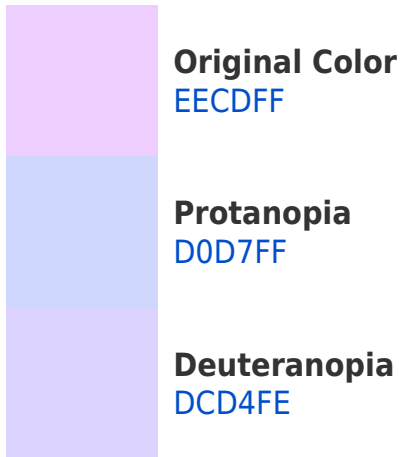 Original Color
EECDFF
Protanopia
D0D7FF
Deuteranopia
DCD4FE